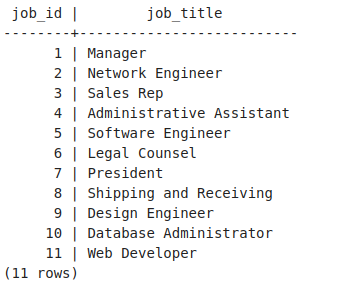 job_id |        job_title
--------+--------------------------
      1 | Manager
      2 | Network Engineer
      3 | Sales Rep
      4 | Administrative Assistant
      5 | Software Engineer
      6 | Legal Counsel
      7 | President
      8 | Shipping and Receiving
      9 | Design Engineer
     10 | Database Administrator
     11 | Web Developer
(11 rows)